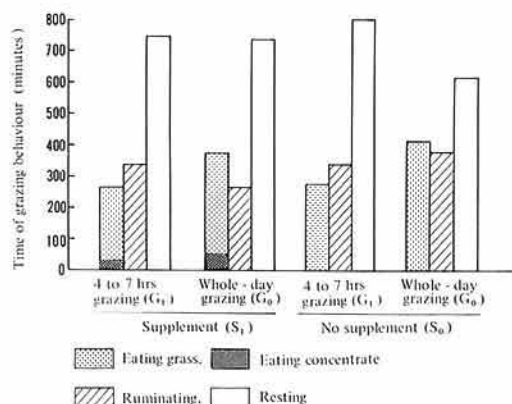 Time of grazing behaviour (minutes)
800
700
600
500
400
300
200
100
0
4 to 7 hrs grazing (G₁)
Whole - day grazing (G₀)
4 to 7 hrs grazing (G₁)
Whole - day grazing (G₀)
Supplement (S₁)
No supplement (S₀)
Eating grass,
Eating concentrate
Ruminating,
Resting